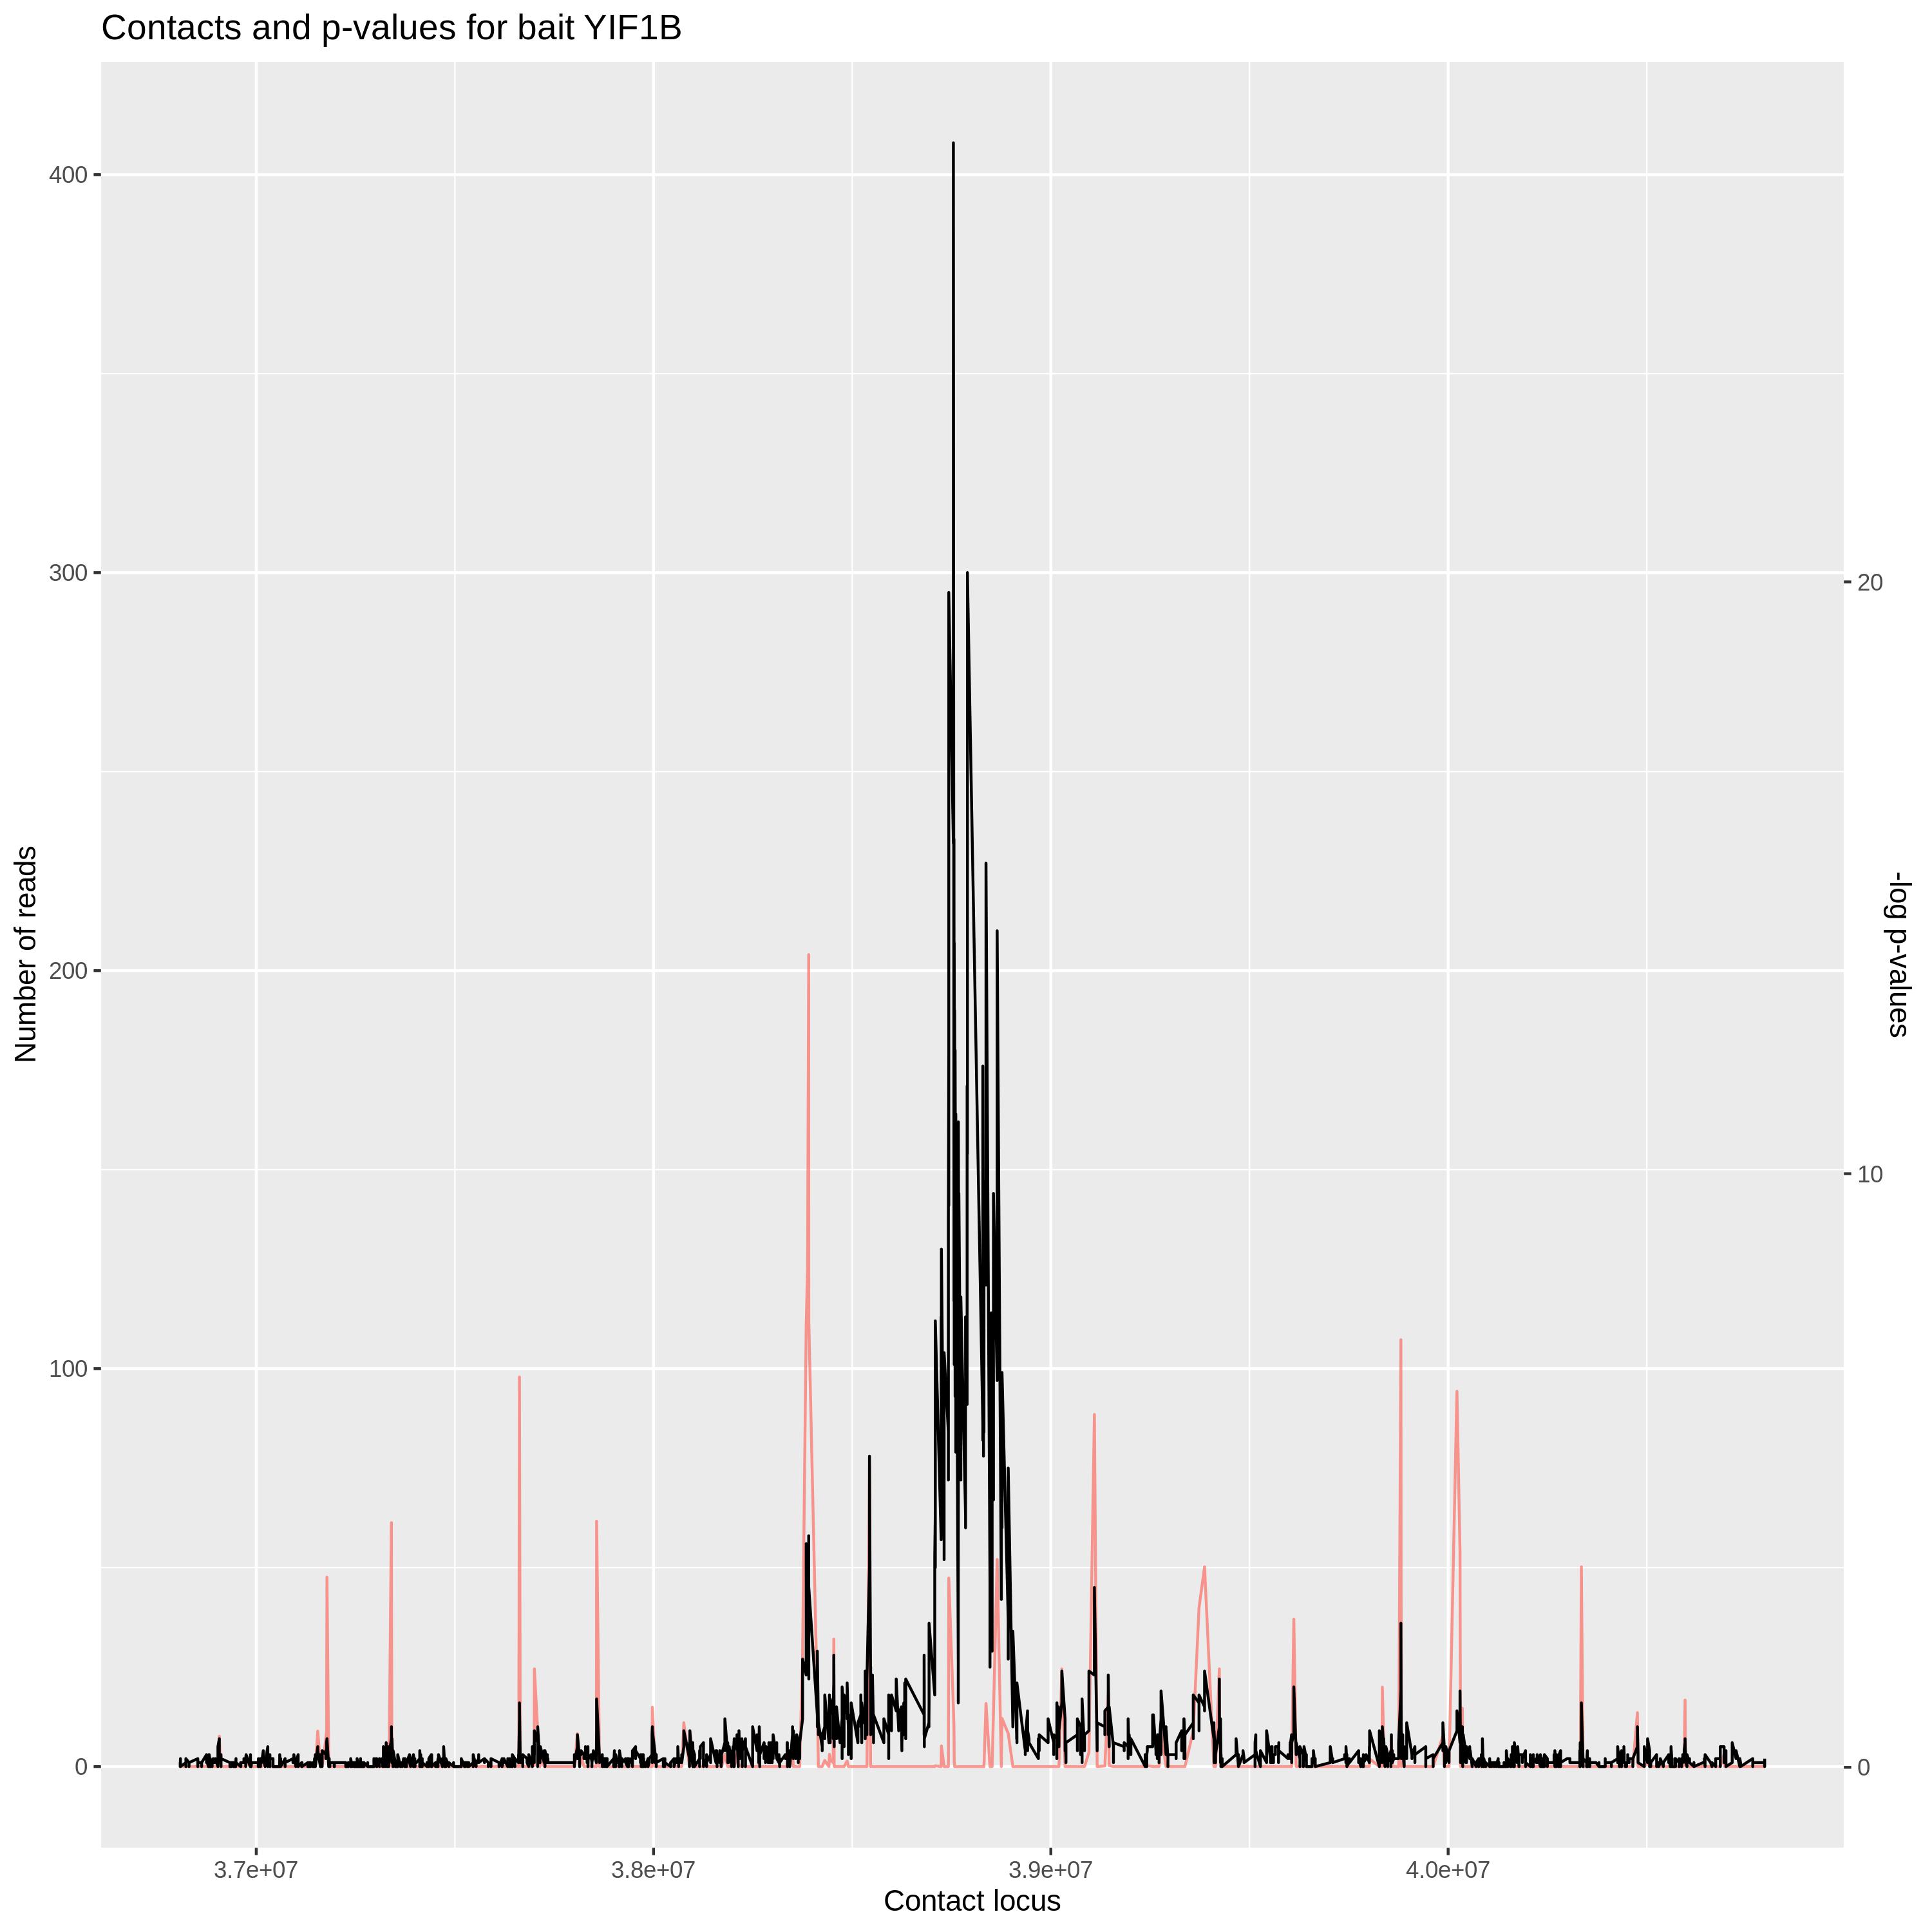 Contacts and p-values for bait YIF1B
400
300
200
100
0
Number of reads
20
10
0
-log p-values
3.7e+07
3.8e+07
3.9e+07
4.0e+07
Contact locus